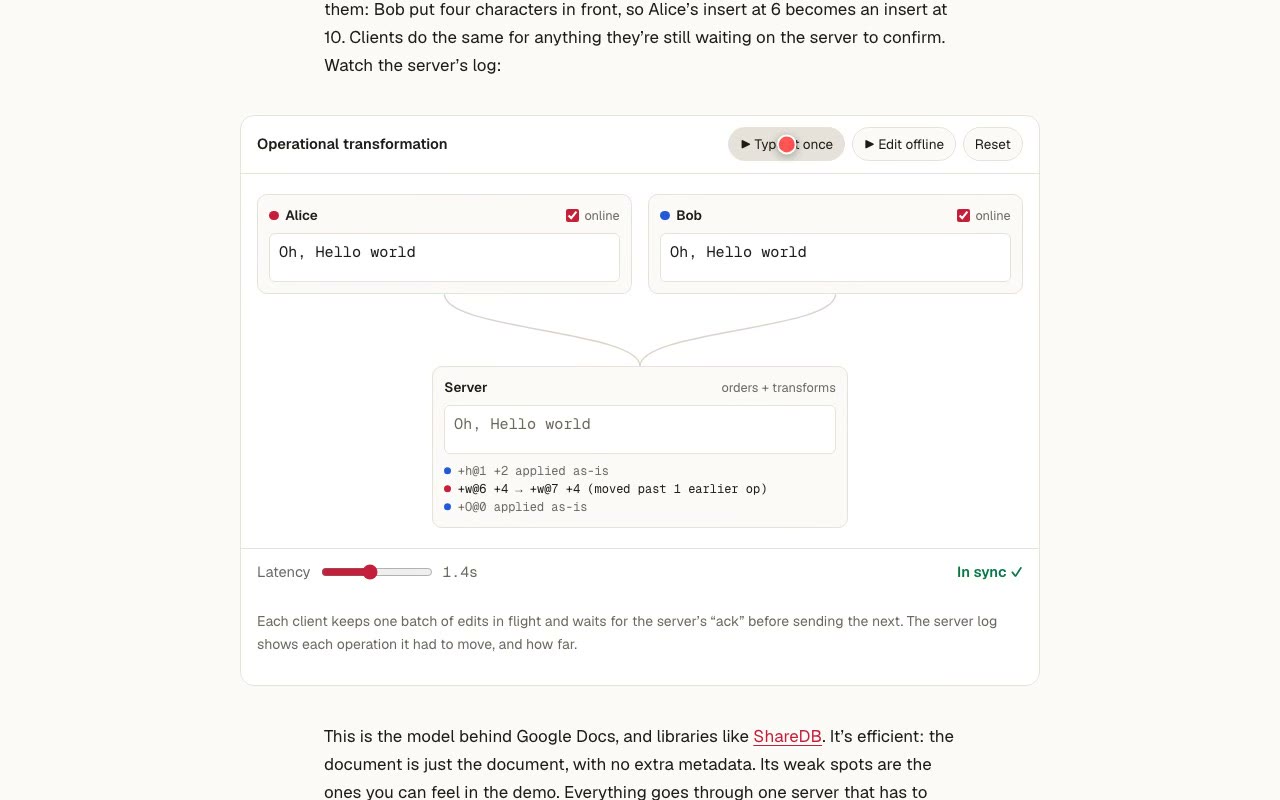 them: Bob put four characters in front, so Alice’s insert at 6 becomes an insert at
10. Clients do the same for anything they’re still waiting on the server to confirm.
Watch the server’s log:
Operational transformation
▶ Typ t once
▶ Edit offline
Reset
Alice
online
Oh, Hello world
Bob
online
Oh, Hello world
Server
orders + transforms
Oh, Hello world
+h@1 +2 applied as-is
+w@6 +4 → +w@7 +4 (moved past 1 earlier op)
+O@0 applied as-is
Latency
1.4s
In sync ✓
Each client keeps one batch of edits in flight and waits for the server’s “ack” before sending the next. The server log
shows each operation it had to move, and how far.
This is the model behind Google Docs, and libraries like ShareDB. It’s efficient: the
document is just the document, with no extra metadata. Its weak spots are the
ones you can feel in the demo. Everything goes through one server that has to